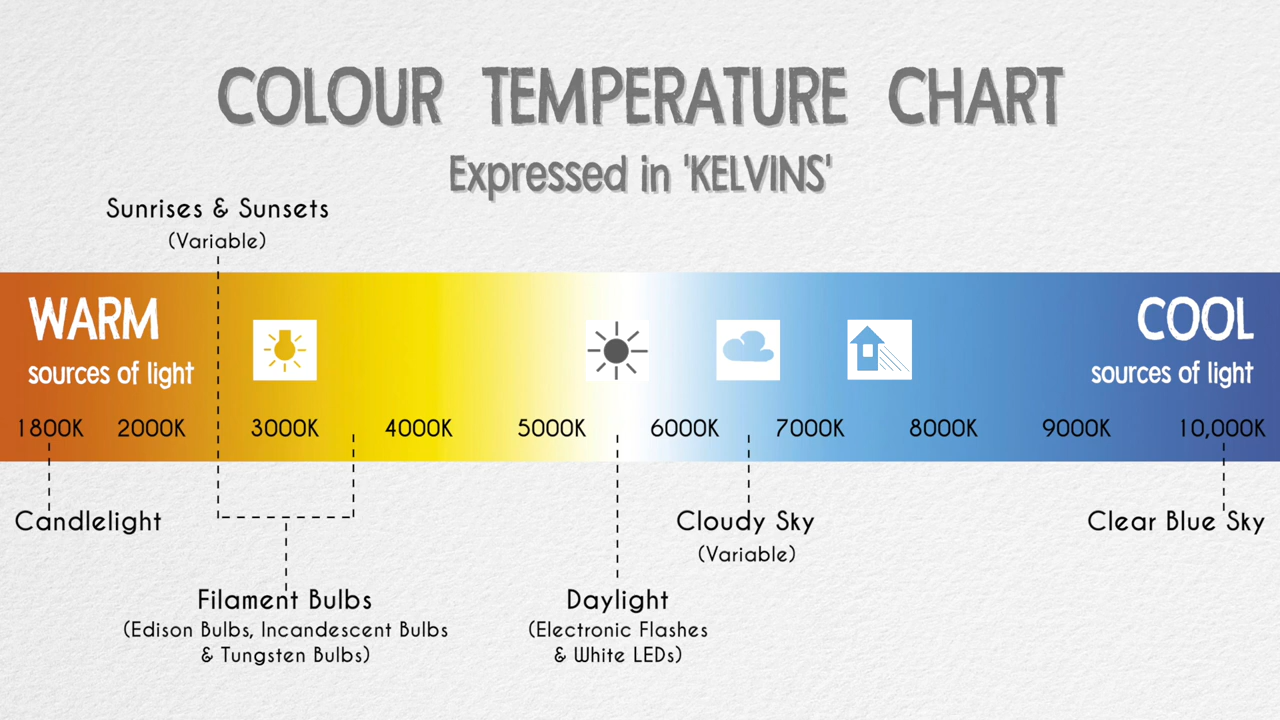 COLOUR TEMPERATURE CHART
Expressed in 'KELVINS'
Sunrises & Sunsets
(Variable)
WARM
sources of light
COOL
sources of light
1800K 2000K 3000K 4000K 5000K 6000K 7000K 8000K 9000K 10,000K
Candlelight
Cloudy Sky
(Variable)
Clear Blue Sky
Filament Bulbs
(Edison Bulbs, Incandescent Bulbs
& Tungsten Bulbs)
Daylight
(Electronic Flashes
& White LEDs)